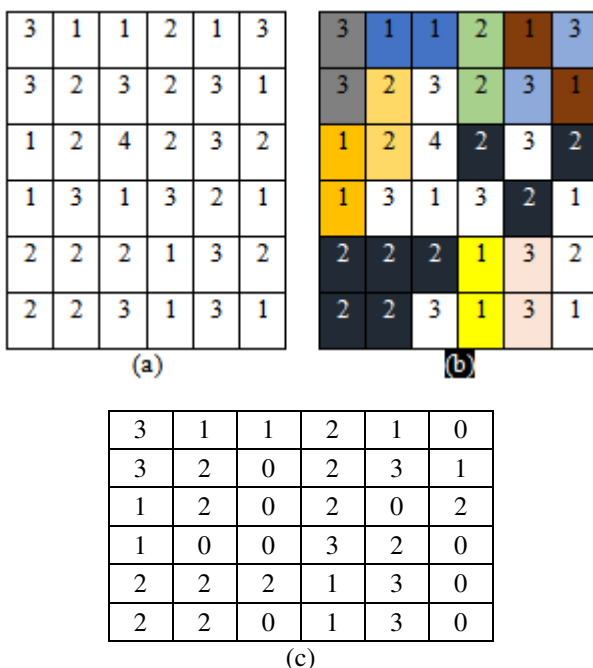 3 1 1 2 1 3
3 2 3 2 3 1
1 2 4 2 3 2
1 3 1 3 2 1
2 2 2 1 3 2
2 2 3 1 3 1
(a)
3 1 1 2 1 3
3 2 3 2 3 1
1 2 4 2 3 2
1 3 1 3 2 1
2 2 2 1 3 2
2 2 3 1 3 1
(b)
3 1 1 2 1 0
3 2 0 2 3 1
1 2 0 2 0 2
1 0 0 3 2 0
2 2 2 1 3 0
2 2 0 1 3 0
(c)